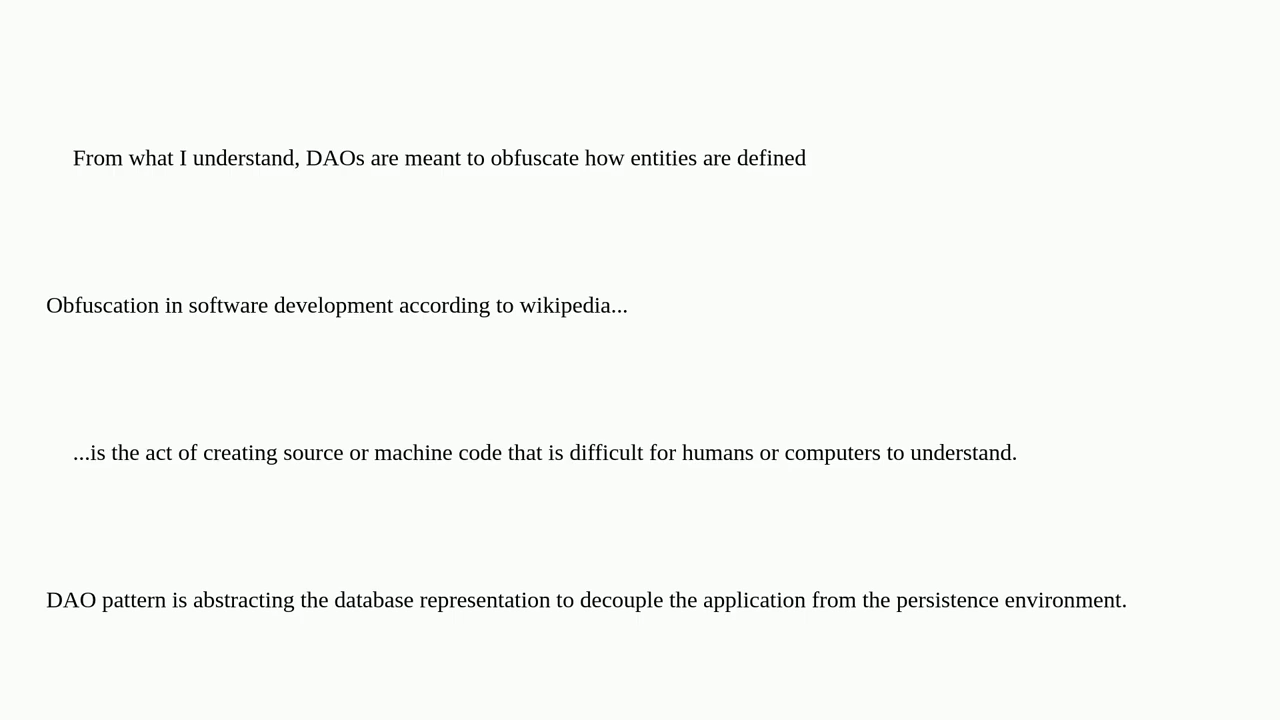 From what I understand, DAOs are meant to obfuscate how entities are defined
Obfuscation in software development according to wikipedia...
...is the act of creating source or machine code that is difficult for humans or computers to understand.
DAO pattern is abstracting the database representation to decouple the application from the persistence environment.